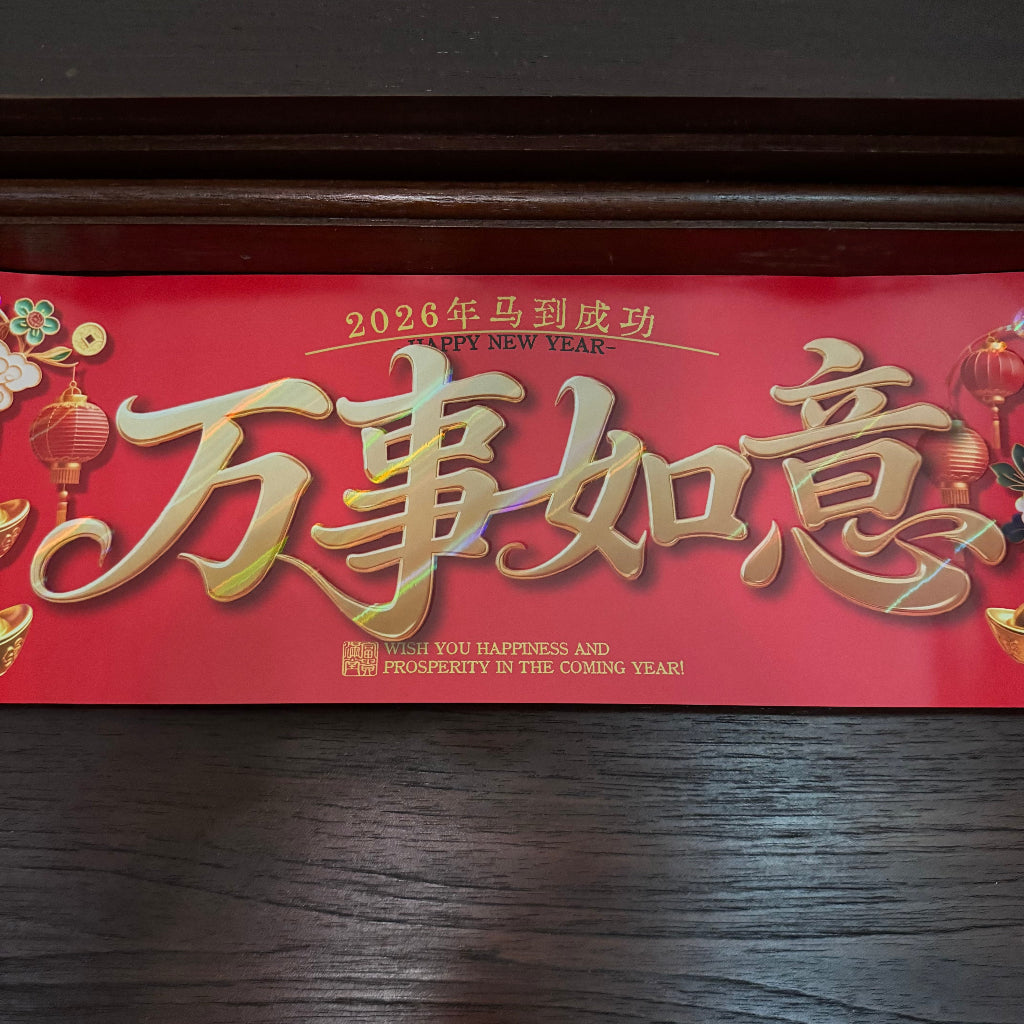 2026年马到成功
HAPPY NEW YEAR-
万事如意
WISH YOU HAPPINESS AND
PROSPERITY IN THE COMING YEAR!